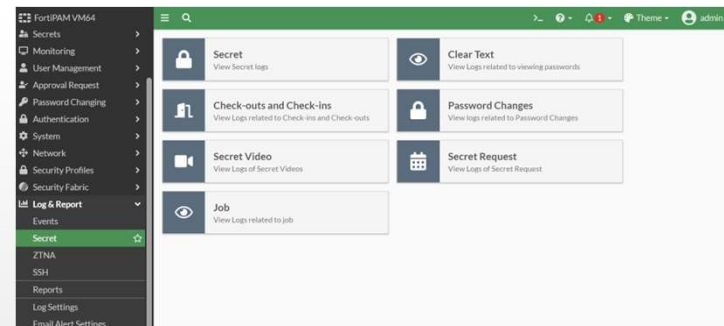 FortiPAM VM64
Secrets
Monitoring
User Management
Approval Request
Password Changing
Authentication
System
Network
Security Profiles
Security Fabric
Log & Report
Events
Secret
ZTNA
SSH
Reports
Log Settings
Email Alert Settings
>_
1
Theme
admin
Secret
View Secret logs
Clear Text
View Logs related to viewing passwords
Check-outs and Check-ins
View Logs related to Check-ins and Check-outs
Password Changes
View logs related to Password Changes
Secret Video
View Logs of Secret Videos
Secret Request
View Logs of Secret Request
Job
View Logs related to job